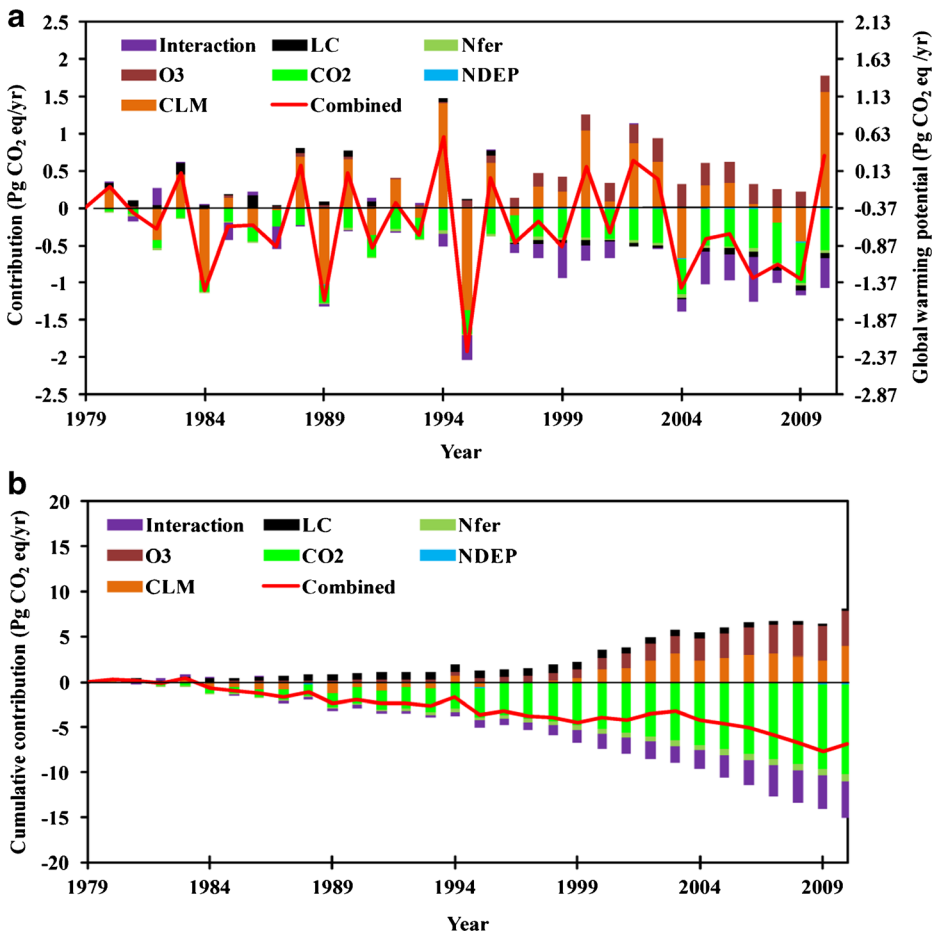 a
2.5
2
1.5
1
0.5
0
-0.5
-1
-1.5
-2
-2.5
Contribution (Pg CO2 eq/yr)
Interaction LC Nfer
O3 CO2 NDEP
CLM Combined
2.13
1.63
1.13
0.63
0.13
-0.37
-0.87
-1.37
-1.87
-2.37
-2.87
Global warming potential (Pg CO2 eq /yr)
1979 1984 1989 1994 1999 2004 2009
Year
b
20
15
10
5
0
-5
-10
-15
-20
Cumulative contribution (Pg CO2 eq/yr)
Interaction LC Nfer
O3 CO2 NDEP
CLM Combined
1979 1984 1989 1994 1999 2004 2009
Year